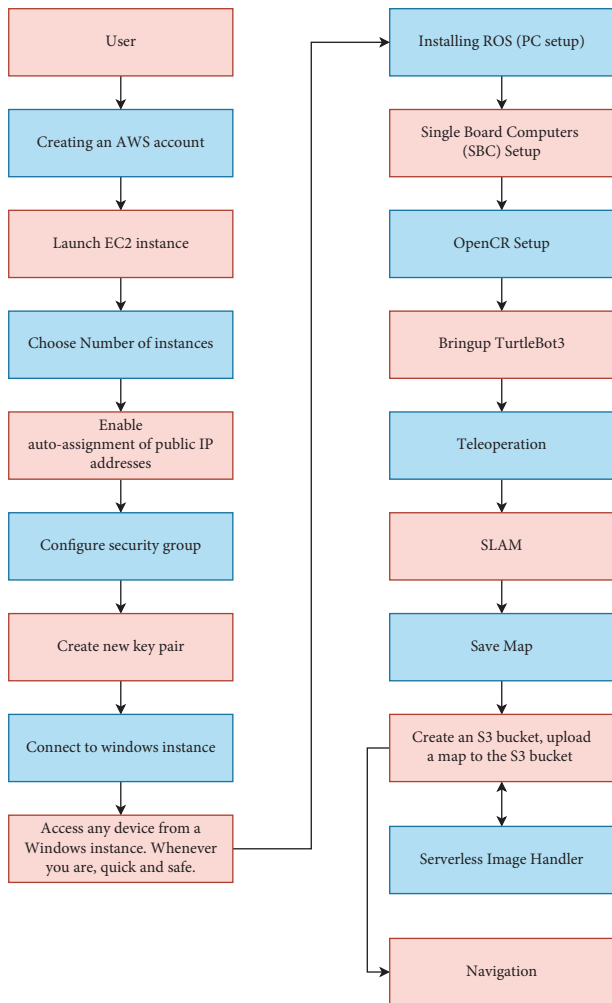 User
Creating an AWS account
Launch EC2 instance
Choose Number of instances
Enable
auto-assignment of public IP
addresses
Configure security group
Create new key pair
Connect to windows instance
Access any device from a
Windows instance. Whenever
you are, quick and safe.
Installing ROS (PC setup)
Single Board Computers
(SBC) Setup
OpenCR Setup
Bringup TurtleBot3
Teleoperation
SLAM
Save Map
Create an S3 bucket, upload
a map to the S3 bucket
Serverless Image Handler
Navigation